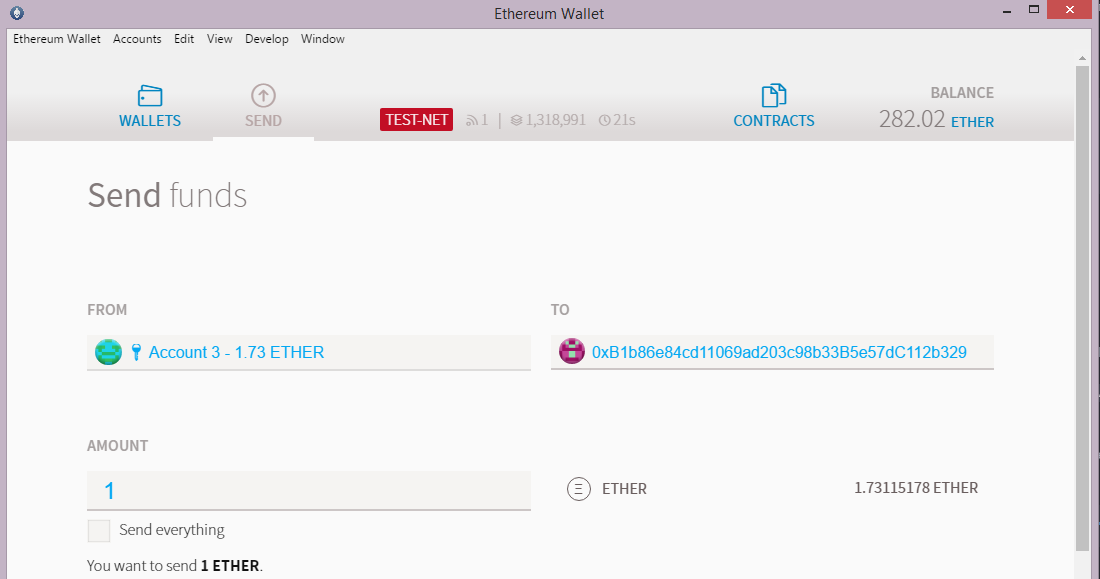 Ethereum Wallet
Ethereum Wallet Accounts Edit View Develop Window
WALLETS
SEND
TEST-NET 1 | 1,318,991 21s
CONTRACTS
BALANCE
282.02 ETHER
Send funds
FROM
TO
Account 3 - 1.73 ETHER
0xB1b86e84cd11069ad203c98b33B5e57dC112b329
AMOUNT
1
ETHER
1.73115178 ETHER
Send everything
You want to send 1 ETHER.